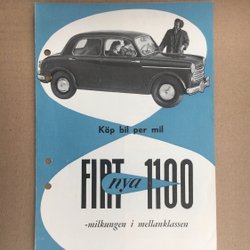 Köp bil per mil
FIAT nya 1100
-milkungen i mellanklassen